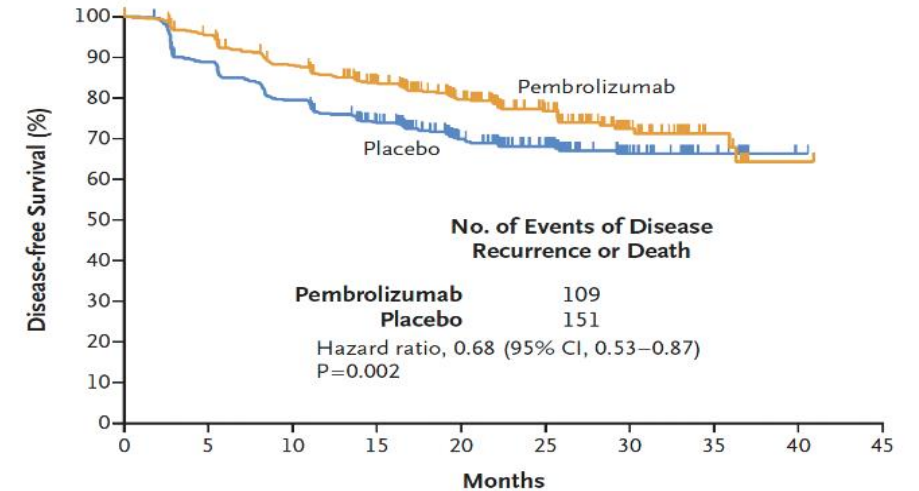 Disease-free Survival (%)
100
90
80
70
60
50
40
30
20
10
0
Pembrolizumab
Placebo
No. of Events of Disease
Recurrence or Death
Pembrolizumab 109
Placebo 151
Hazard ratio, 0.68 (95% CI, 0.53–0.87)
P=0.002
0 5 10 15 20 25 30 35 40 45
Months